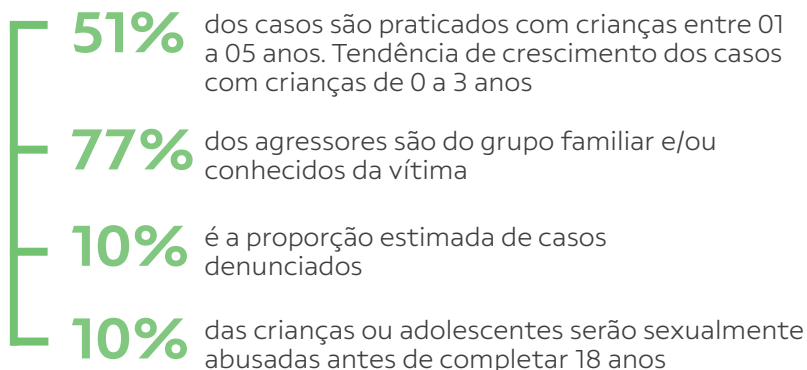 51%
dos casos são praticados com crianças entre 01
a 05 anos. Tendência de crescimento dos casos
com crianças de 0 a 3 anos
77%
dos agressores são do grupo familiar e/ou
conhecidos da vítima
10%
é a proporção estimada de casos
denunciados
10%
das crianças ou adolescentes serão sexualmente
abusadas antes de completar 18 anos